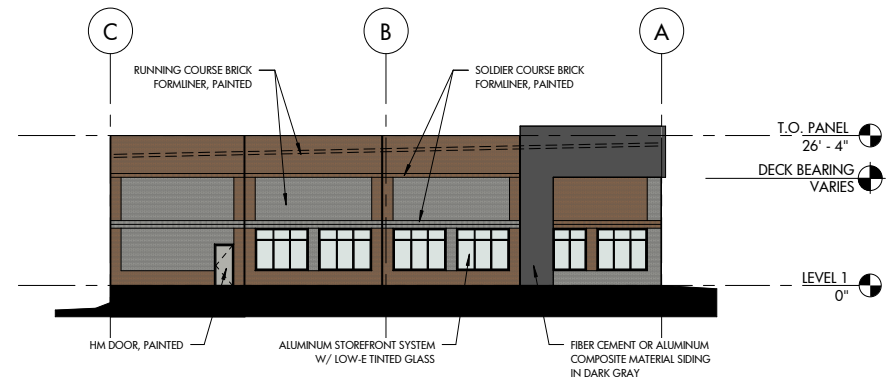 C
B
A
RUNNING COURSE BRICK
FORMLINER, PAINTED
SOLDIER COURSE BRICK
FORMLINER, PAINTED
T.O. PANEL
26' - 4"
DECK BEARING
VARIES
LEVEL 1
0"
HM DOOR, PAINTED
ALUMINUM STOREFRONT SYSTEM
W/ LOW-E TINTED GLASS
FIBER CEMENT OR ALUMINUM
COMPOSITE MATERIAL SIDING
IN DARK GRAY